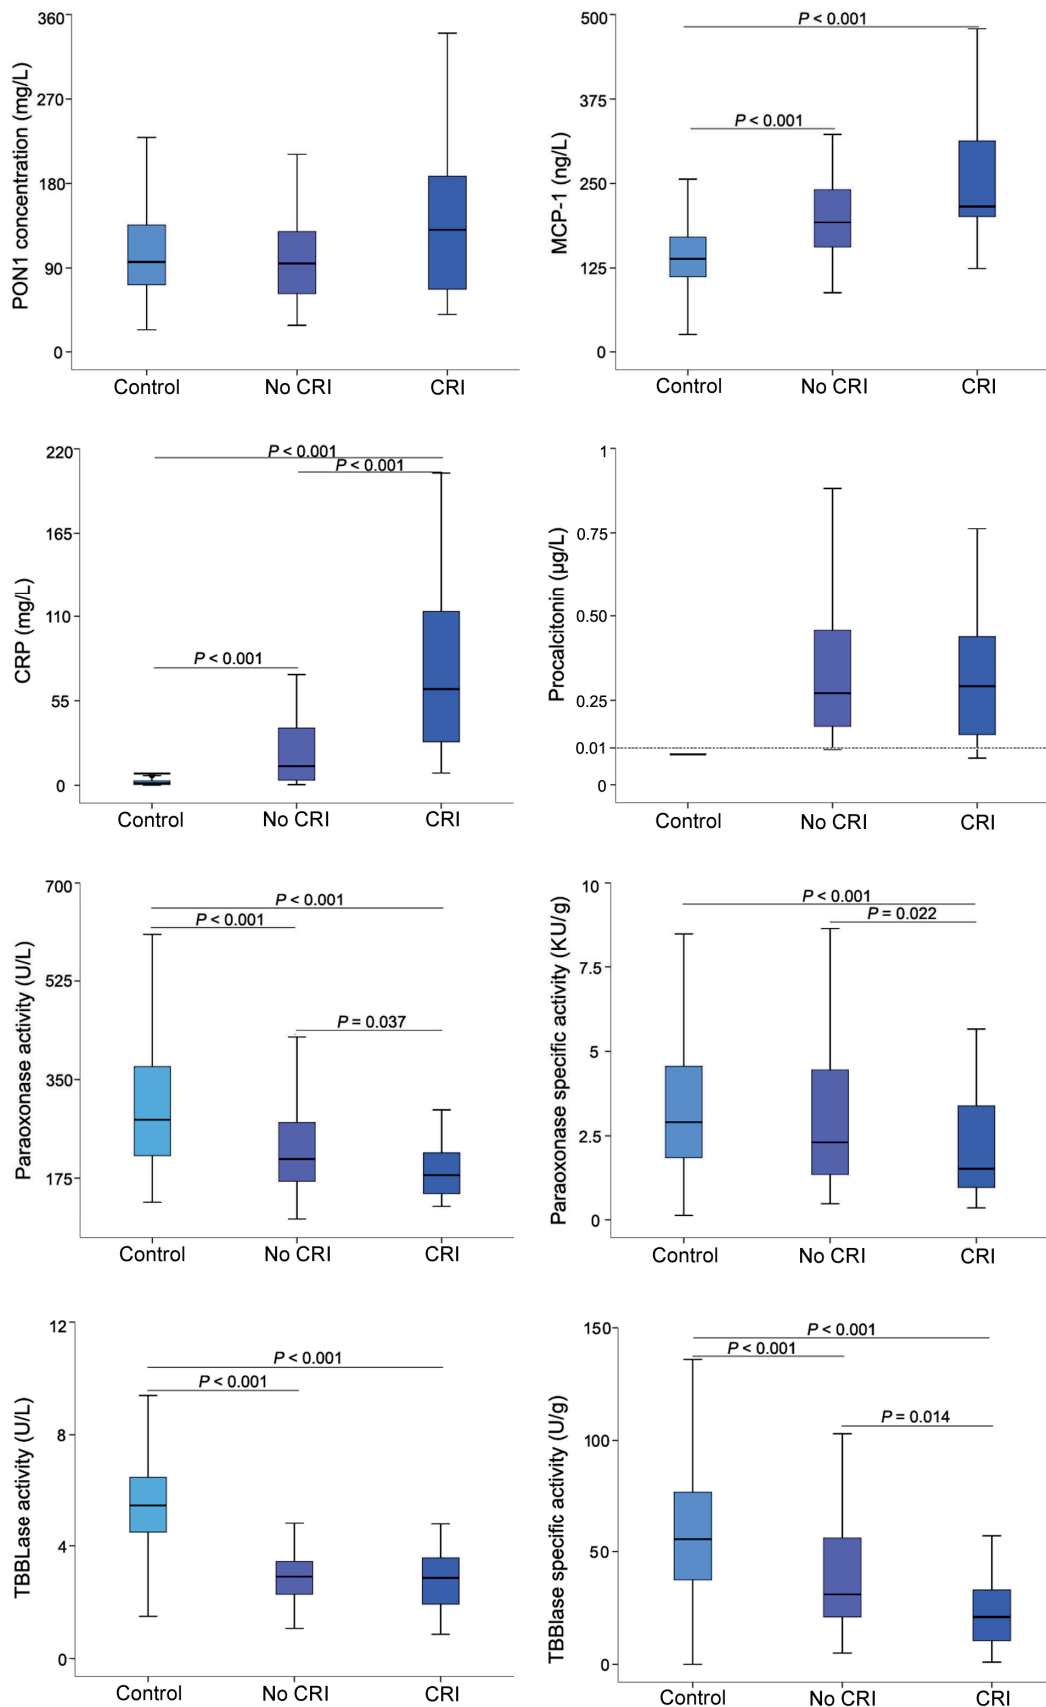 PON1 concentration (mg/L)
360
270
180
90
0
Control
No CRI
CRI
MCP-1 (ng/L)
500
375
250
125
0
P < 0.001
P < 0.001
Control
No CRI
CRI
CRP (mg/L)
220
165
110
55
0
P < 0.001
P < 0.001
P < 0.001
Control
No CRI
CRI
Procalcitonin (µg/L)
1
0.75
0.50
0.25
0.01
0
Control
No CRI
CRI
Paraoxonase activity (U/L)
700
525
350
175
P < 0.001
P < 0.001
P = 0.037
Control
No CRI
CRI
Paraoxonase specific activity (KU/g)
10
7.5
5
2.5
0
P < 0.001
P = 0.022
Control
No CRI
CRI
TBBLase activity (U/L)
12
8
4
0
P < 0.001
P < 0.001
Control
No CRI
CRI
TBBlase specific activity (U/g)
150
100
50
0
P < 0.001
P < 0.001
P = 0.014
Control
No CRI
CRI